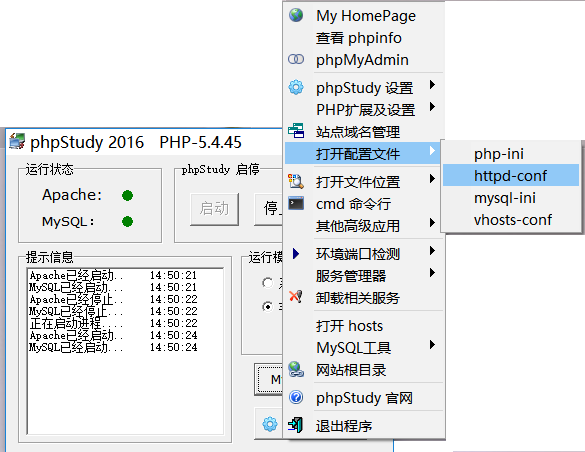 My HomePage
查看 phpinfo
phpMyAdmin
phpStudy 设置
PHP扩展及设置
站点域名管理
打开配置文件
打开文件位置
cmd 命令行
其他高级应用
环境端口检测
服务管理器
卸载相关服务
打开 hosts
MySQL工具
网站根目录
phpStudy 官网
退出程序
php-ini
httpd-conf
mysql-ini
vhosts-conf
phpStudy 2016 PHP-5.4.45
运行状态
Apache:
MySQL:
phpStudy 启停
启动
停止
提示信息
Apache已经启动... 14:50:21
MySQL已经启动... 14:50:21
Apache已经停止... 14:50:22
MySQL已经停止... 14:50:22
正在启动进程.... 14:50:22
Apache已经启动... 14:50:24
MySQL已经启动... 14:50:24
运行模
M